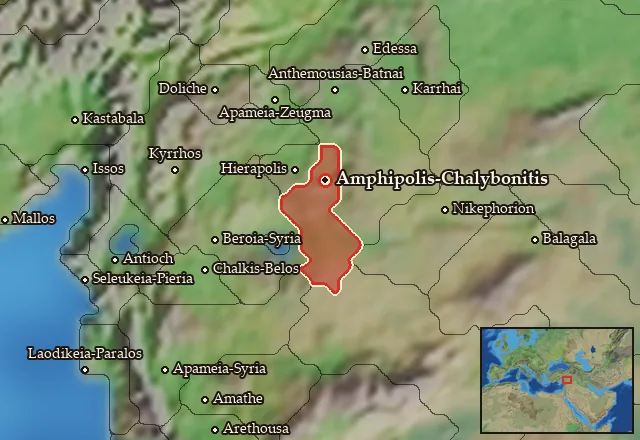 Edessa
Anthemousias-Batnai
Doliche
Karrhai
Apameia-Zeugma
Kastabala
Kyrrhos
Issos
Hierapolis
Amphipolis-Chalybonitis
Nikephorion
Mallos
Beroia-Syria
Balagala
Antioch
Chalkis-Belos
Seleukeia-Pieria
Laodikeia-Paralos
Apameia-Syria
Amathe
Arethousa